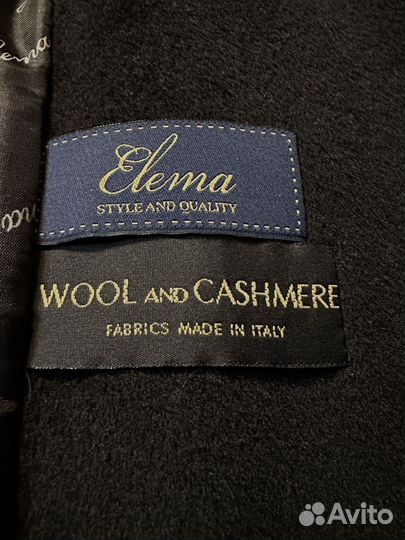 Elema
STYLE AND QUALITY
WOOL AND CASHMERE
FABRICS MADE IN ITALY
Avito